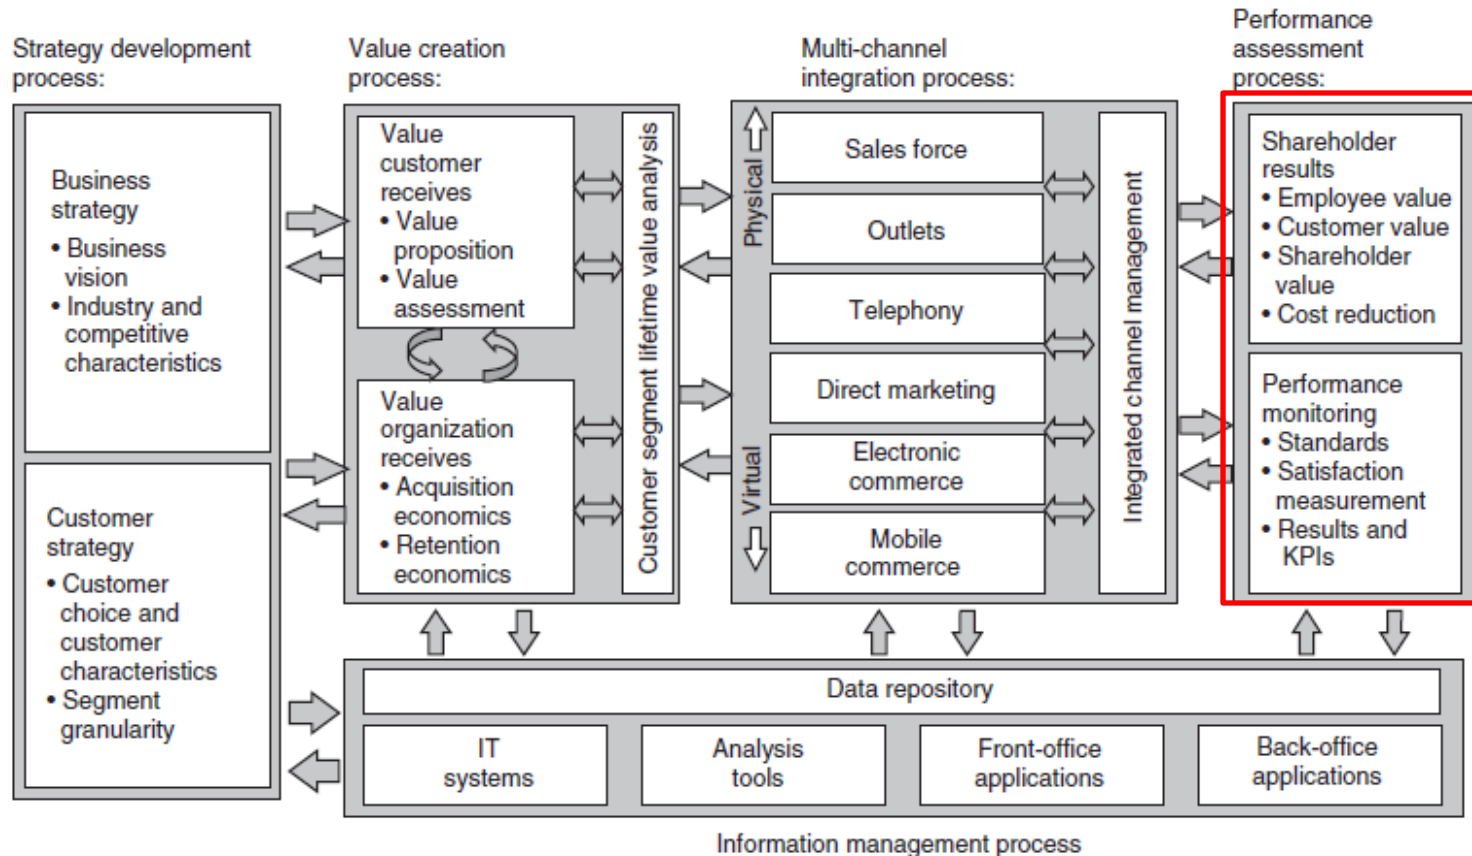 Strategy development
process:
Business
strategy
• Business
vision
• Industry and
competitive
characteristics
Customer
strategy
• Customer
choice and
customer
characteristics
• Segment
granularity
Value creation
process:
Value
customer
receives
• Value
proposition
• Value
assessment
Value
organization
receives
• Acquisition
economics
• Retention
economics
Customer segment lifetime value analysis
Multi-channel
integration process:
Physical
Virtual
Sales force
Outlets
Telephony
Direct marketing
Electronic
commerce
Mobile
commerce
Integrated channel management
Performance
assessment
process:
Shareholder
results
• Employee value
• Customer value
• Shareholder
value
• Cost reduction
Performance
monitoring
• Standards
• Satisfaction
measurement
• Results and
KPIs
Data repository
IT
systems
Analysis
tools
Front-office
applications
Back-office
applications
Information management process